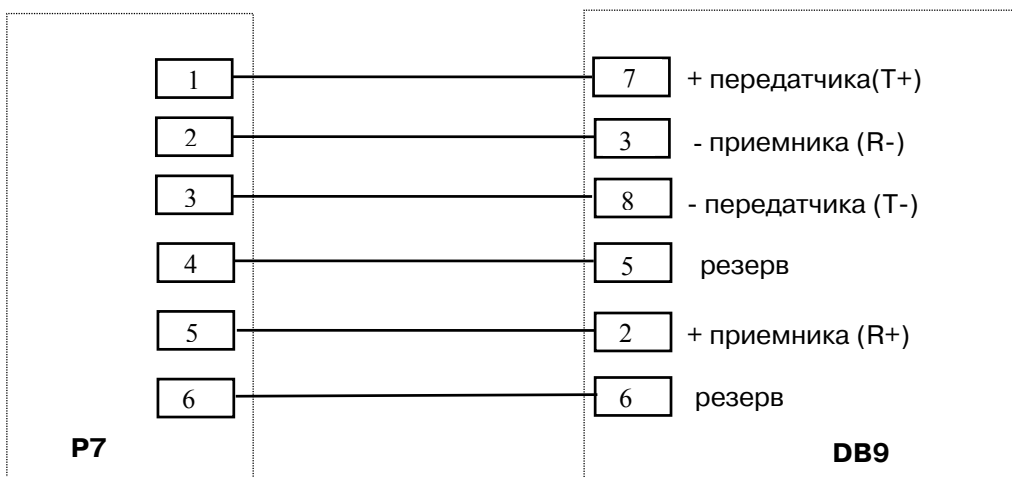 1 7 + передатчика(Т+)
2 3 - приемника (R-)
3 8 - передатчика (Т-)
4 5 резерв
5 2 + приемника (R+)
6 6 резерв
P7 DB9